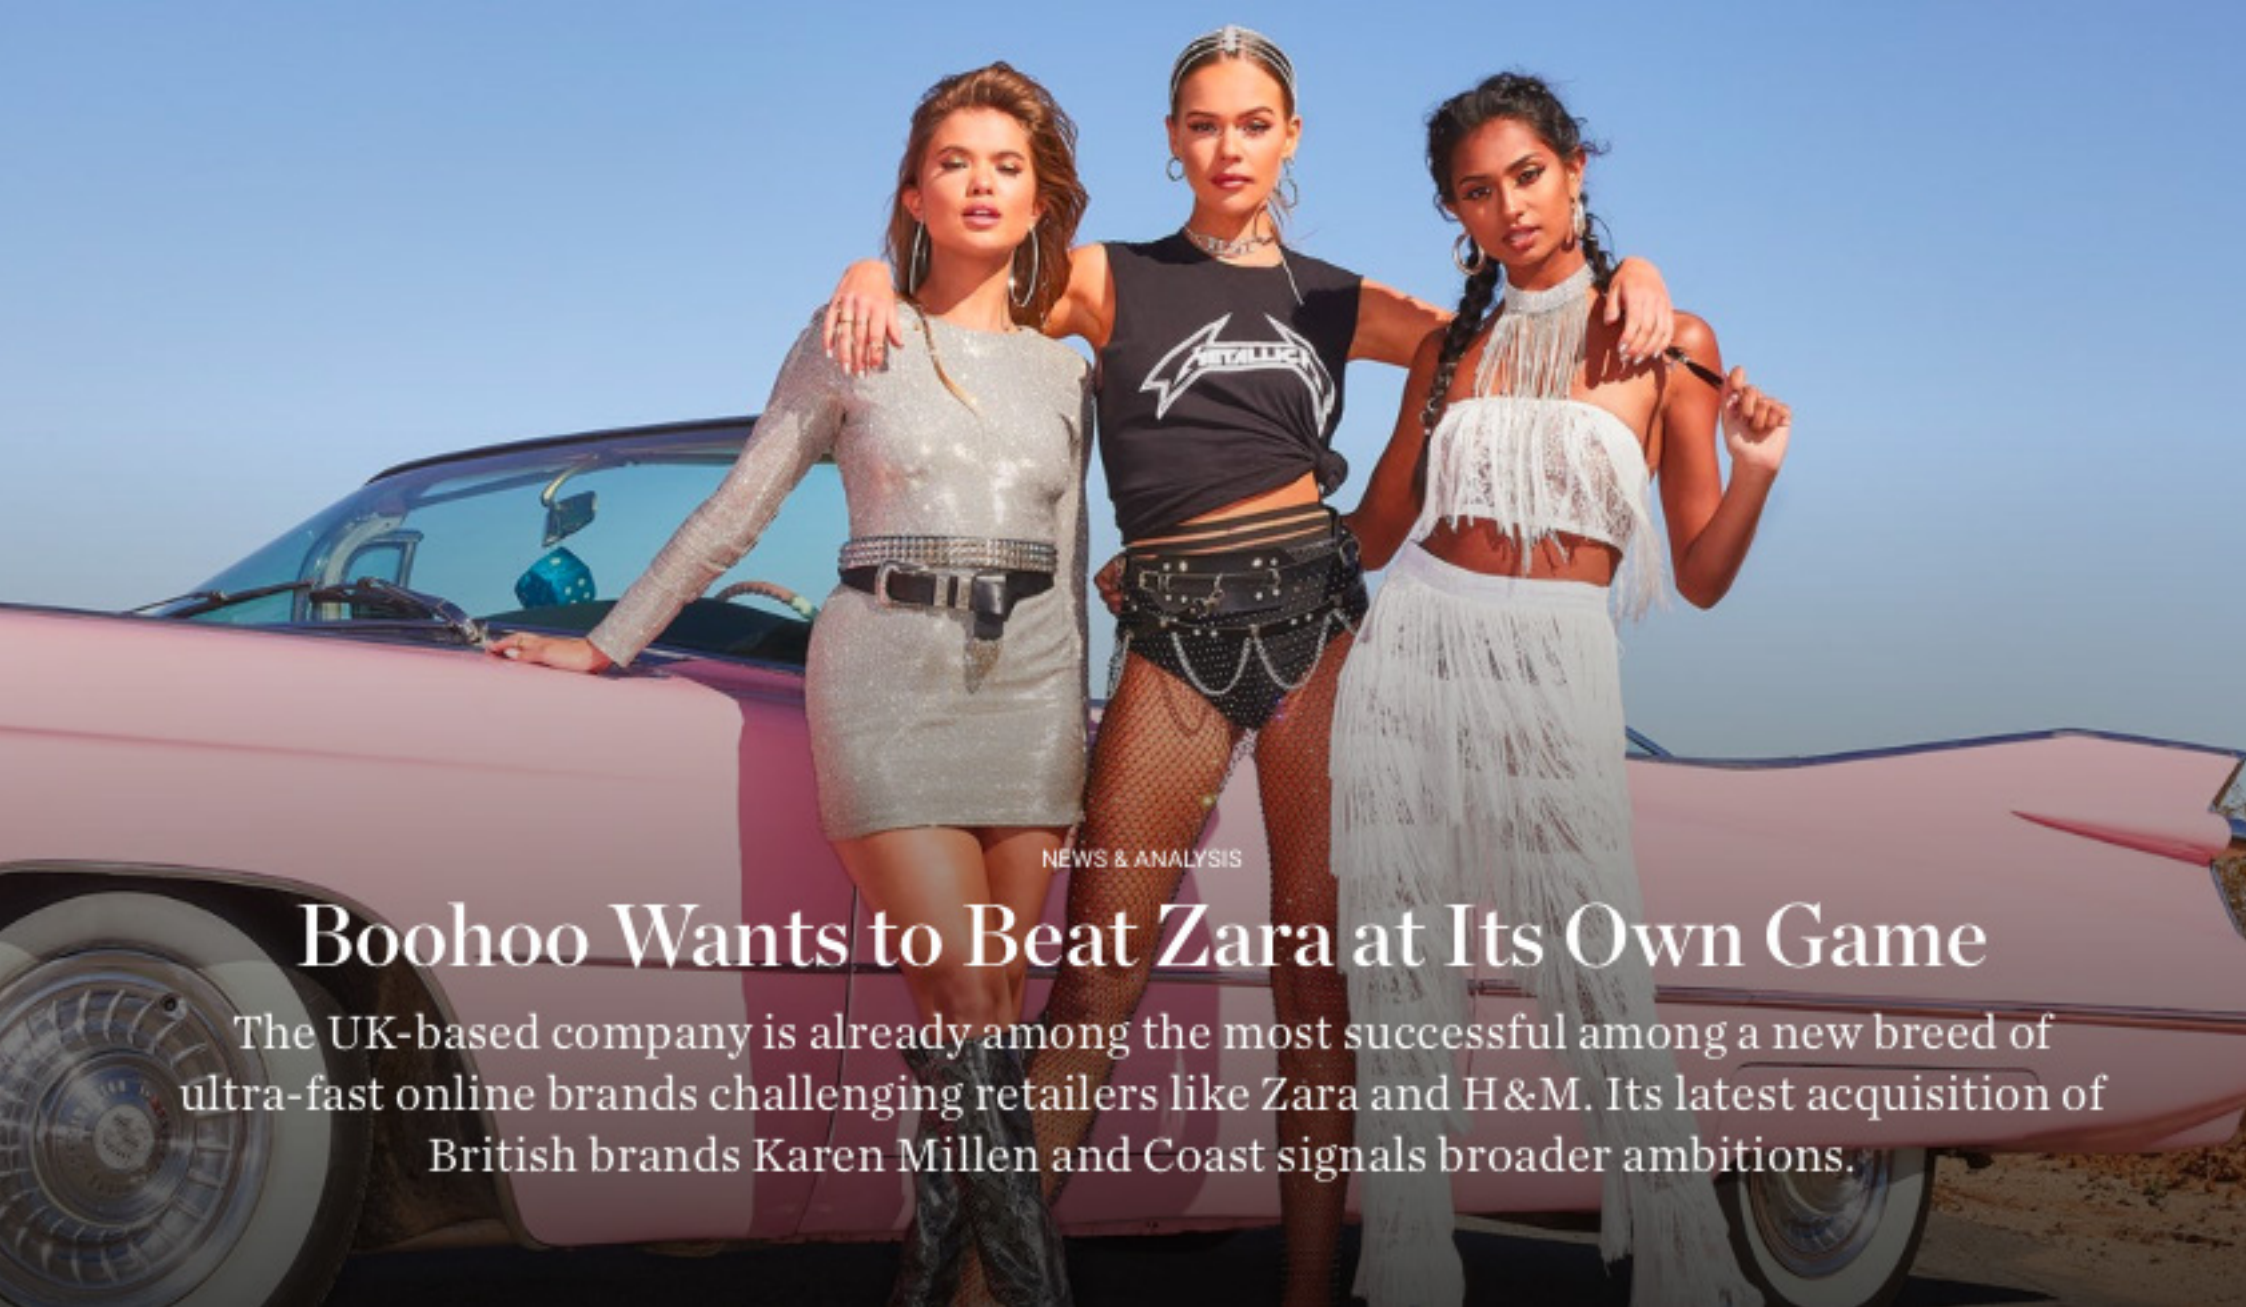 METALLICA
NEWS & ANALYSIS
Boohoo Wants to Beat Zara at Its Own Game
The UK-based company is already among the most successful among a new breed of
ultra-fast online brands challenging retailers like Zara and H&M. Its latest acquisition of
British brands Karen Millen and Coast signals broader ambitions.